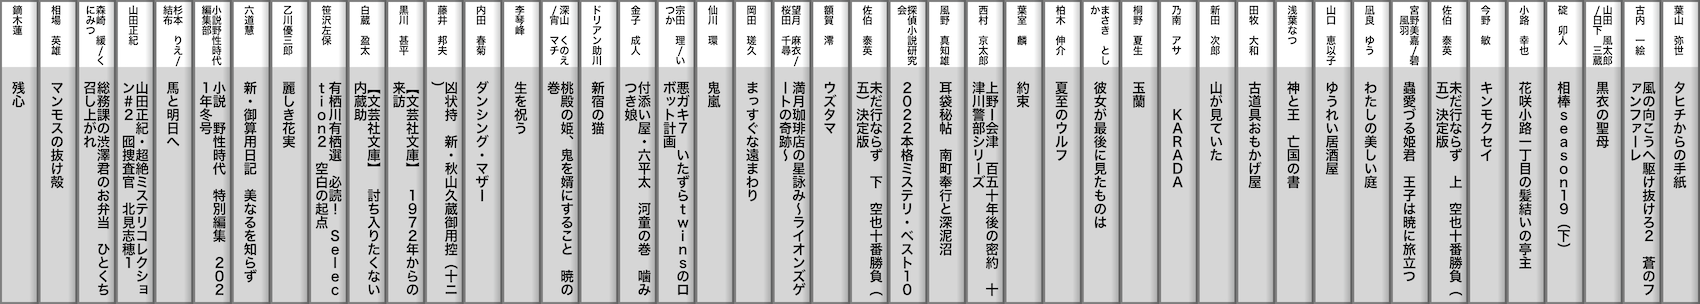 葉山　弥世
タヒチからの手紙
古内　一絵
風の向こうへ駆け抜けろ2　蒼のフ
ァンファーレ
山田　風太郎
/日下　三蔵
黒衣の聖母
碇　卯人
相棒season19（下）
小路　幸也
花咲小路一丁目の髪結いの亭主
今野　敏
キンモクセイ
佐伯　泰英
未だ行ならず　上　空也十番勝負（
五）決定版
宮野美嘉/碧
風羽
蟲愛づる姫君　王子は暁に旅立つ
凪良　ゆう
わたしの美しい庭
山口　恵以子
ゆうれい居酒屋
浅葉なつ
神と王　亡国の書
田牧　大和
古道具おもかげ屋
新田　次郎
山が見ていた
乃南　アサ
KARADA
桐野　夏生
玉蘭
まさき　とし
か
彼女が最後に見たものは
柏木　伸介
夏至のウルフ
葉室　麟
約束
西村　京太郎
上野ー会津　百五十年後の密約　十
津川警部シリーズ
風野　真知雄
耳袋秘帖　南町奉行と深泥沼
探偵小説研究
会
2022本格ミステリ・ベスト10
佐伯　泰英
未だ行ならず　下　空也十番勝負（
五）決定版
額賀　澪
ウズタマ
望月　麻衣/
桜田　千尋
満月珈琲店の星詠み～ライオンズゲ
ートの奇跡～
岡田　瑳久
まっすぐな遠まわり
仙川　環
鬼嵐
宗田　理/い
つか
悪ガキ7　いたずらtwinsのロ
ボット計画
金子　成人
付添い屋・六平太　河童の巻　噛み
つき娘
ドリアン助川
新宿の猫
深山　くのえ
/宵　マチ
桃殿の姫、鬼を婿にすること　暁の
巻
李琴峰
生を祝う
内田　春菊
ダンシング・マザー
藤井　邦夫
凶状持　新・秋山久蔵御用控（十二
）
黒川　甚平
【文芸社文庫】　1972年からの
来訪
白蔵　盈太
【文芸社文庫】　討ち入りたくない
内蔵助
笹沢左保
有栖川有栖選　必読！　Selec
tion2　空白の起点
乙川優三郎
麗しき花実
六道慧
新・御算用日記　美なるを知らず
小説野性時代
編集部
小説　野性時代　特別編集　202
1年冬号
杉本　りえ/
結布
馬と明日へ
山田正紀
山田正紀・超絶ミステリコレクショ
ン#2　囮捜査官　北見志穂1
森崎　緩/く
にみつ
総務課の渋澤君のお弁当　ひとくち
召し上がれ
相場　英雄
マンモスの抜け殻
鏑木蓮
残心